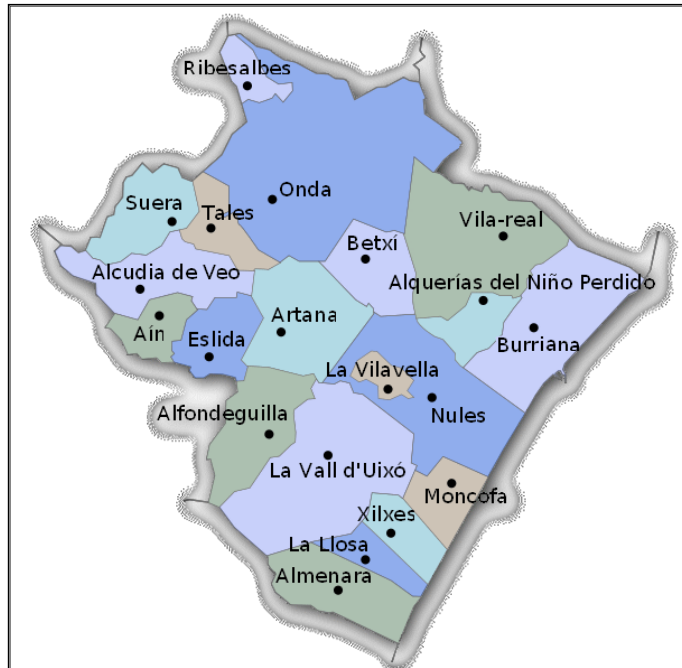 Ribesalbes
Onda
Suera
Tales
Vila-real
Betxí
Alcudia de Veo
Alquerías del Niño Perdido
Aín
Eslida
Artana
Burriana
La Vilavella
Nules
Alfondeguilla
La Vall d'Uixó
Moncofa
Xilxes
La Llosa
Almenara